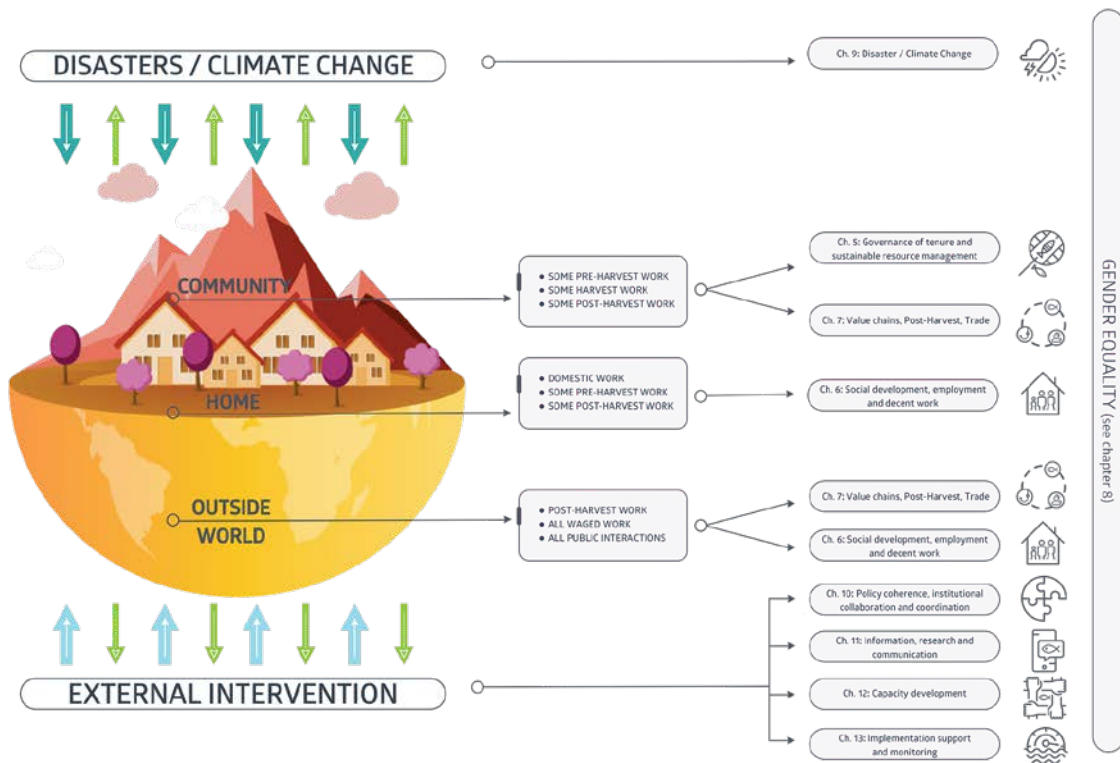 DISASTERS / CLIMATE CHANGE
Ch. 9: Disaster / Climate Change
COMMUNITY
● SOME PRE-HARVEST WORK
● SOME HARVEST WORK
● SOME POST-HARVEST WORK
Ch. 5: Governance of tenure and
sustainable resource management
Ch. 7: Value chains, Post-Harvest, Trade
HOME
● DOMESTIC WORK
● SOME PRE-HARVEST WORK
● SOME POST-HARVEST WORK
Ch. 6: Social development, employment
and decent work
OUTSIDE
WORLD
● POST-HARVEST WORK
● ALL WAGED WORK
● ALL PUBLIC INTERACTIONS
Ch. 7: Value chains, Post-Harvest, Trade
Ch. 6: Social development, employment
and decent work
EXTERNAL INTERVENTION
Ch. 10: Policy coherence, institutional
collaboration and coordination
Ch. 11: Information, research and
communication
Ch. 12: Capacity development
Ch. 13: Implementation support
and monitoring
GENDER EQUALITY (see chapter 8)